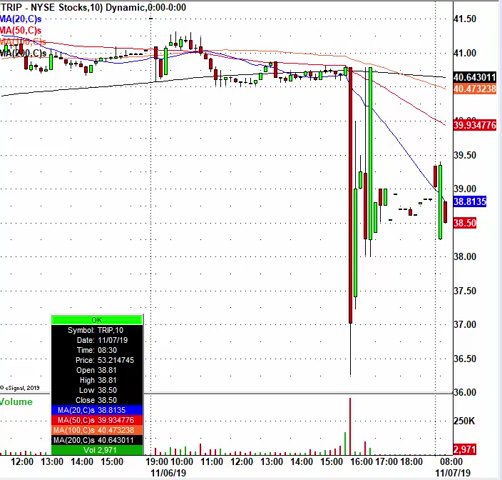 TRIP - NYSE Stocks,10) Dynamic,0:00-0:00
MA(20,C)s
MA(50,C)s
MA(100,C)s
MA(200,C)s
41.50
41.00
40.643011
40.473238
39.934776
39.50
39.00
38.8135
38.50
38.00
37.50
37.00
36.50
36.00
OK
Symbol: TRIP,10
Date: 11/07/19
Time: 08:30
Price: 53.214745
Open 38.81
High 38.81
Low 38.50
Close 38.50
MA(20,C)s 38.8135
MA(50,C)s 39.934776
MA(100,C)s 40.473238
MA(200,C)s 40.643011
Vol 2,971
© eSignal, 2019
Volume
250K
2,971
12:00 13:00 14:00 15:00 19:00 10:00 11:00 12:00 13:00 14:00 15:00 16:00 17:00 18:00 08:00
11/06/19 11/07/19